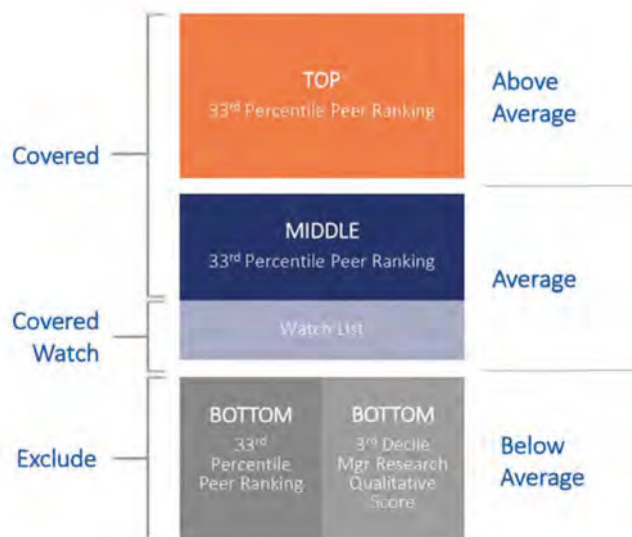 TOP
33rd Percentile Peer Ranking
Above
Average
Covered
MIDDLE
33rd Percentile Peer Ranking
Average
Covered
Watch
Watch List
BOTTOM
33rd
Percentile
Peer Ranking
BOTTOM
3rd Decile
Mgr Research
Qualitative
Score
Exclude
Below
Average